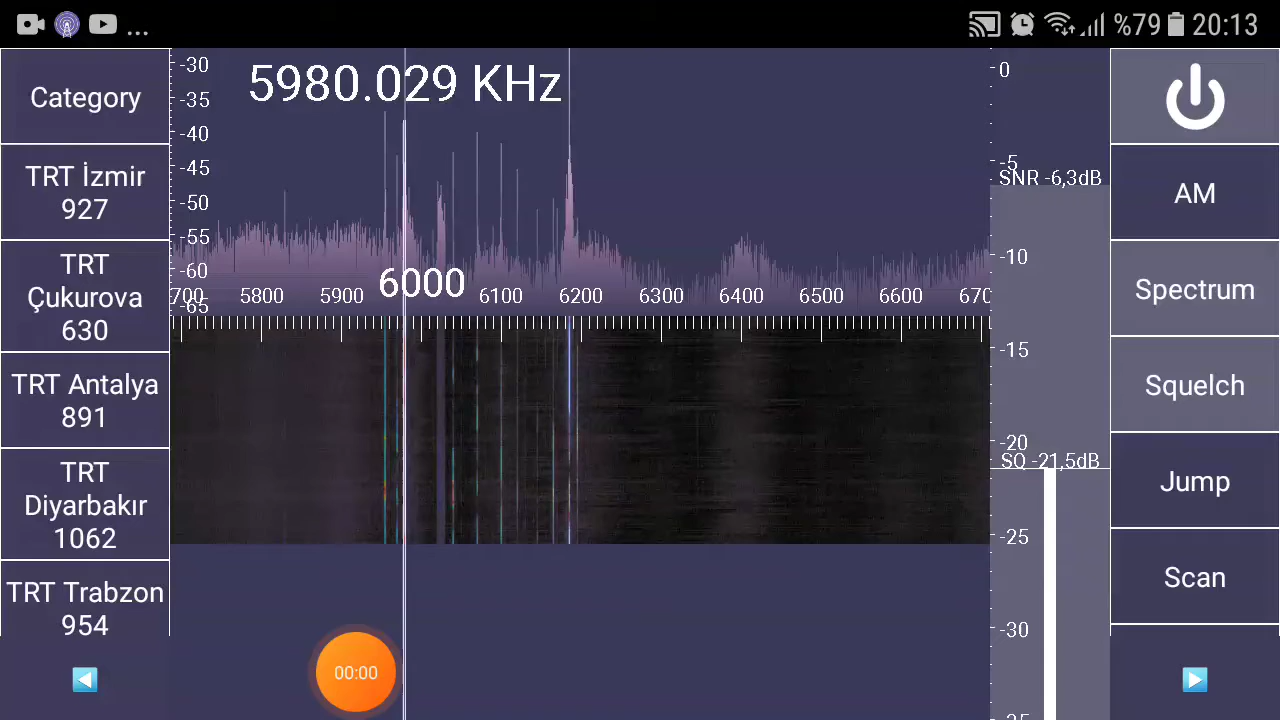 ... %79 20:13
Category
TRT İzmir
927
TRT
Çukurova
630
TRT Antalya
891
TRT
Diyarbakır
1062
TRT Trabzon
954
5980.029 KHz
-30
-35
-40
-45
-50
-55
-60
-65
6000
700 5800 5900 6100 6200 6300 6400 6500 6600 670
00:00
0
-5
SNR -6,3dB
-10
-15
-20
SQ -21,5dB
-25
-30
-35
AM
Spectrum
Squelch
Jump
Scan